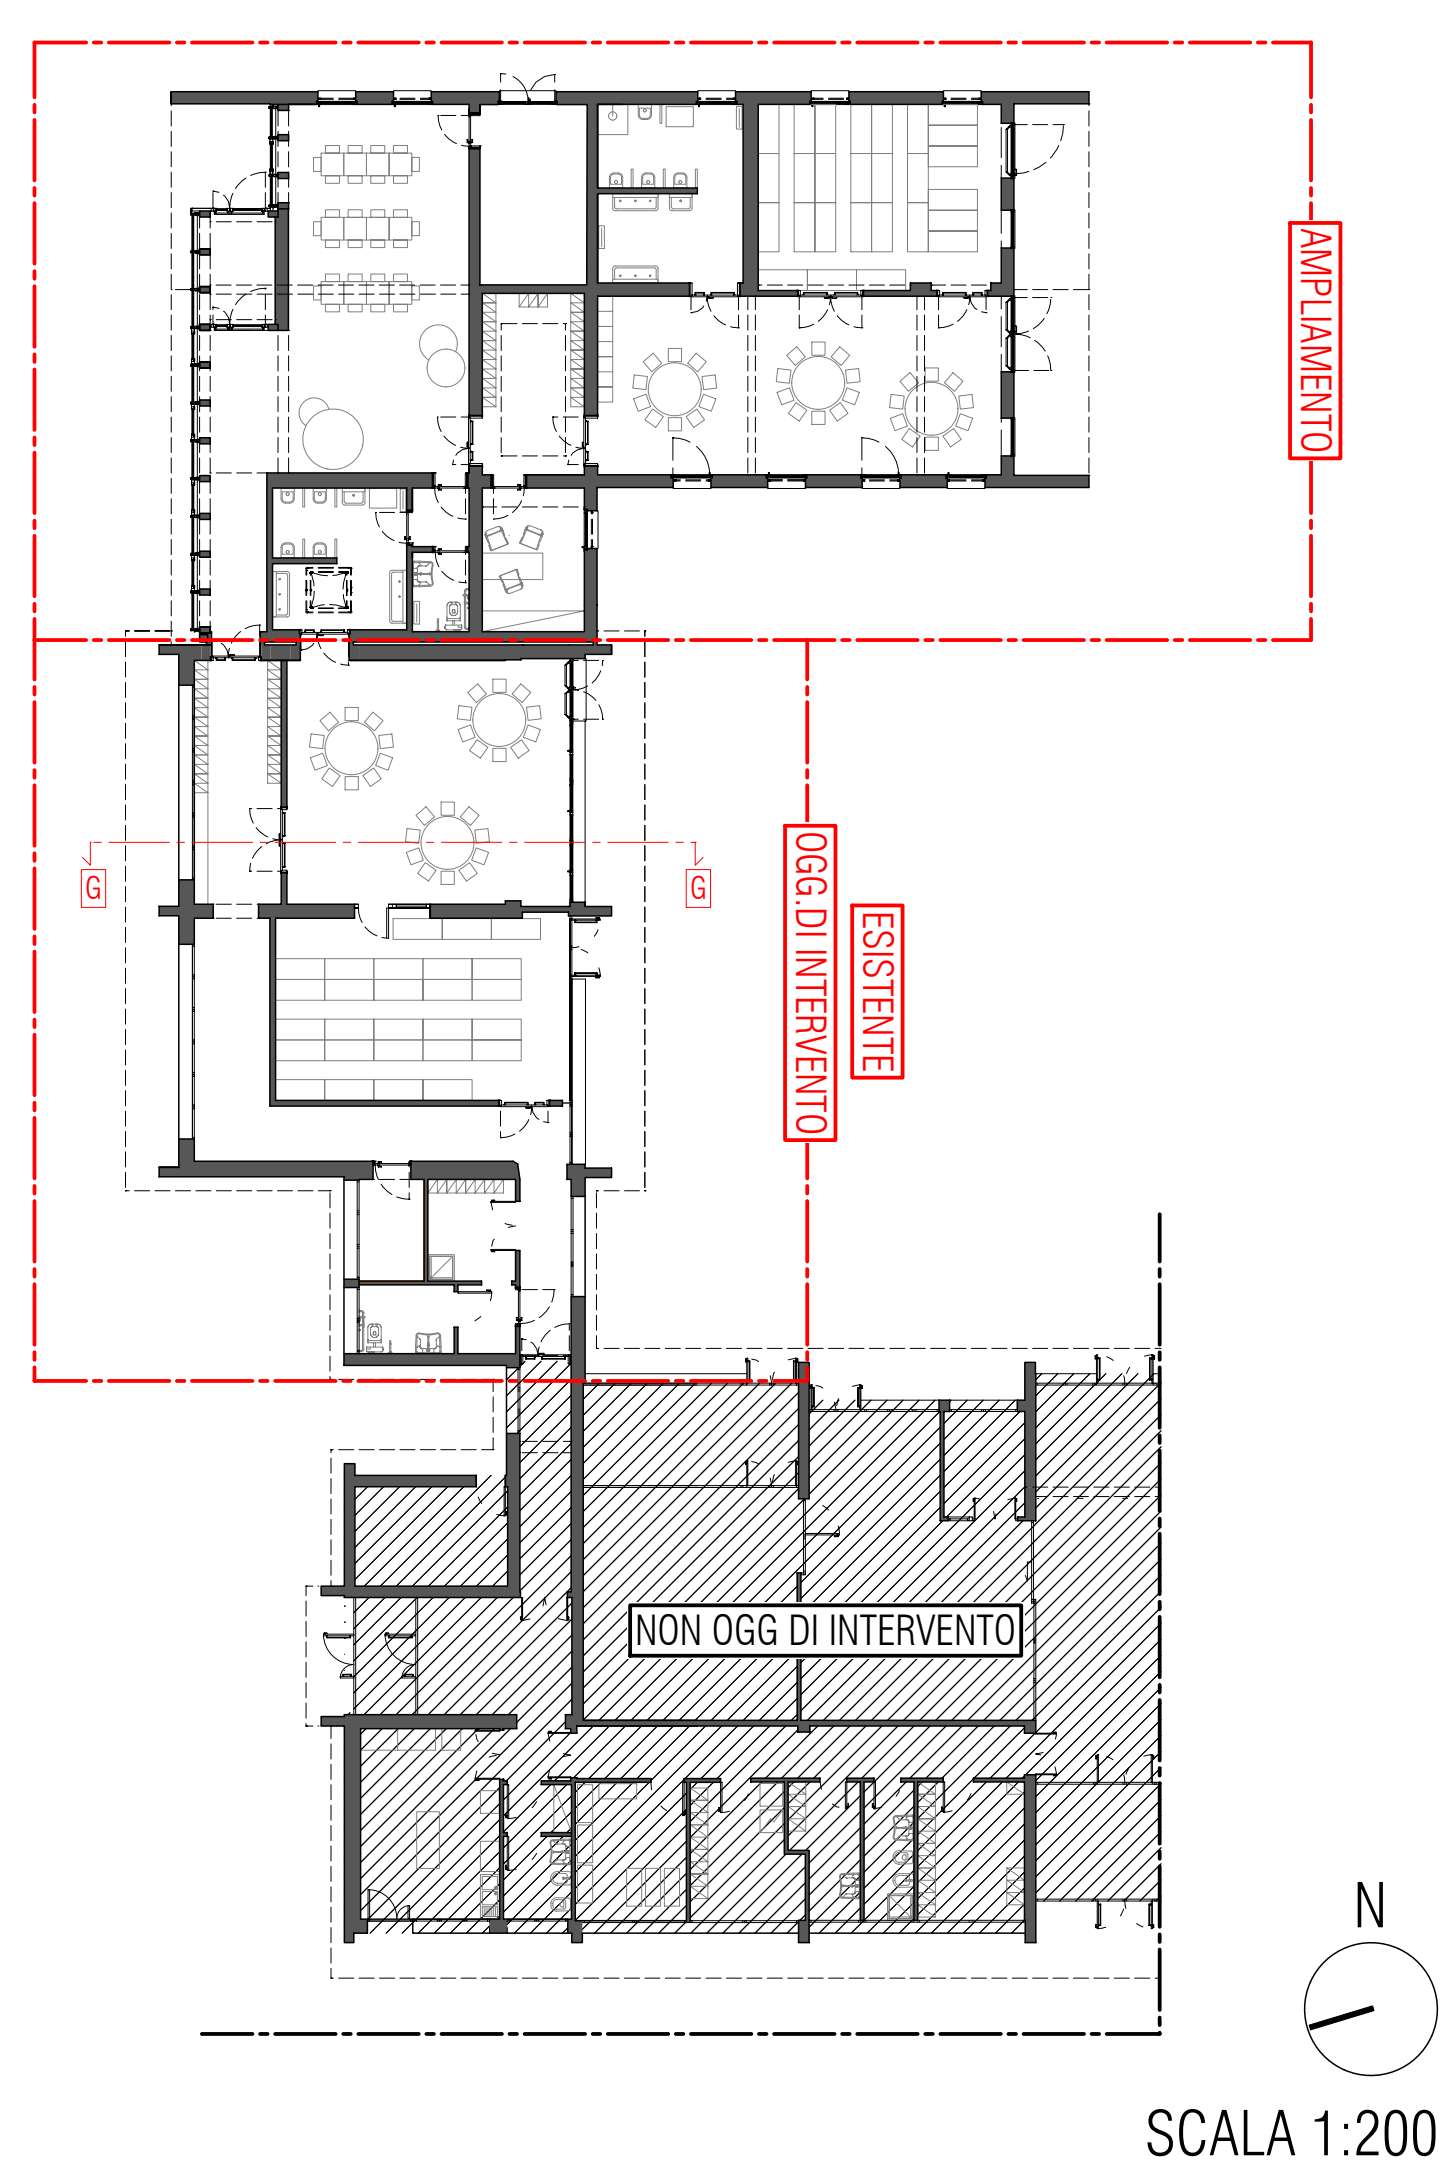 AMPLIAMENTO
OGG.DI INTERVENTO
ESISTENTE
G
G
NON OGG DI INTERVENTO
N
SCALA 1:200